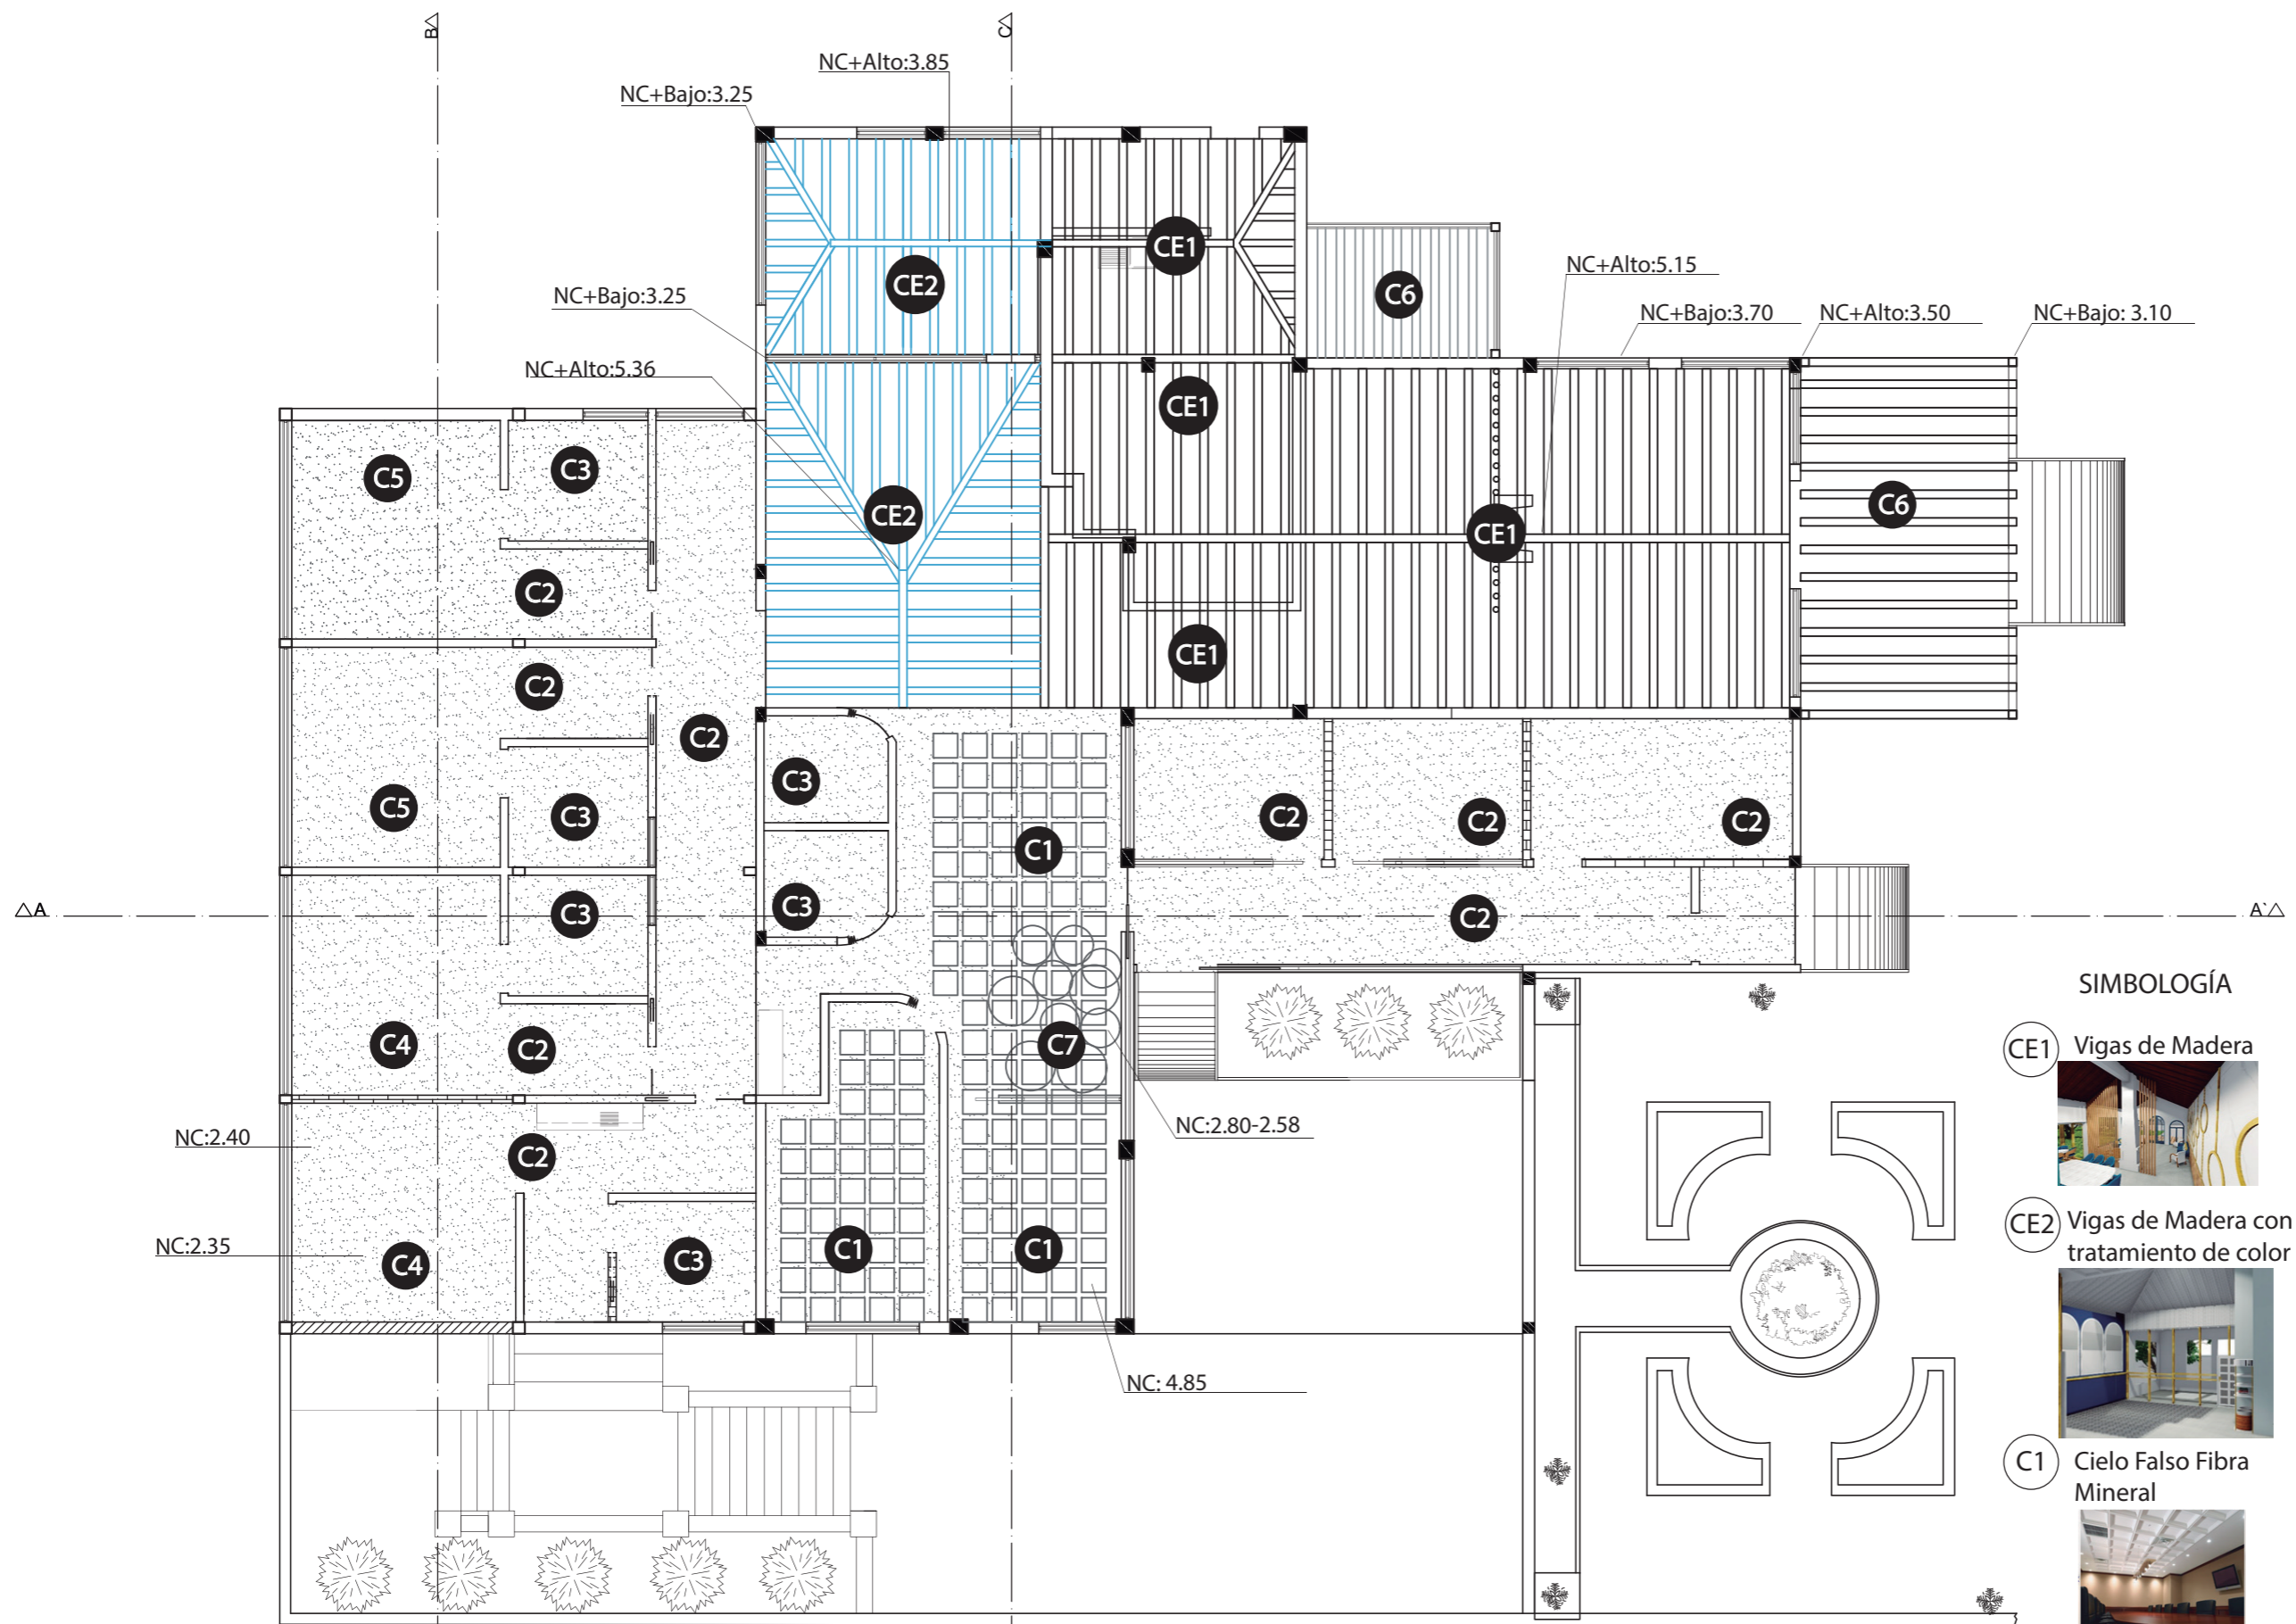 B
C
NC+Alto:3.85
NC+Bajo:3.25
CE1
NC+Alto:5.15
CE2
C6
NC+Bajo:3.25
NC+Bajo:3.70
NC+Alto:3.50
NC+Bajo: 3.10
NC+Alto:5.36
CE1
C5
C3
C6
CE2
CE1
C2
CE1
C2
C2
C3
C5
C3
C2
C2
C2
C1
A
C3
C3
C2
A`
SIMBOLOGÍA
C4
C2
C7
CE1 Vigas de Madera
NC:2.80-2.58
NC:2.40
C2
CE2 Vigas de Madera con
tratamiento de color
NC:2.35
C4
C3
C1
C1
NC: 4.85
C1 Cielo Falso Fibra
Mineral